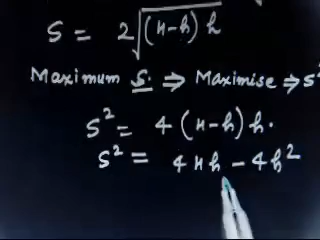 S = 2√(H-h) h
Maximum S ⇒ Maximise ⇒ S²
S² = 4 (H-h) h.
S² = 4Hh - 4h²